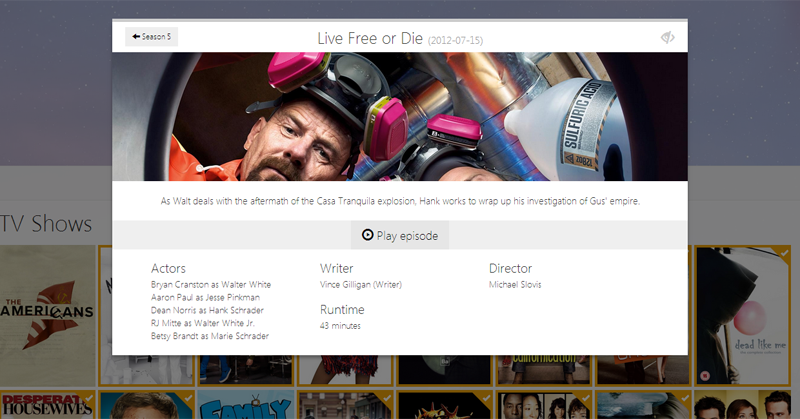 Season 5
Live Free or Die (2012-07-15)
SULFURIC ACID
As Walt deals with the aftermath of the Casa Tranquila explosion, Hank works to wrap up his investigation of Gus' empire.
Play episode
Actors
Bryan Cranston as Walter White
Aaron Paul as Jesse Pinkman
Dean Norris as Hank Schrader
RJ Mitte as Walter White Jr.
Betsy Brandt as Marie Schrader
Writer
Vince Gilligan (Writer)
Runtime
43 minutes
Director
Michael Slovis
TV Shows
THE
AMERICANS
californication
dead like me
DESPERATE
HOUSEWIVES
FAMILY